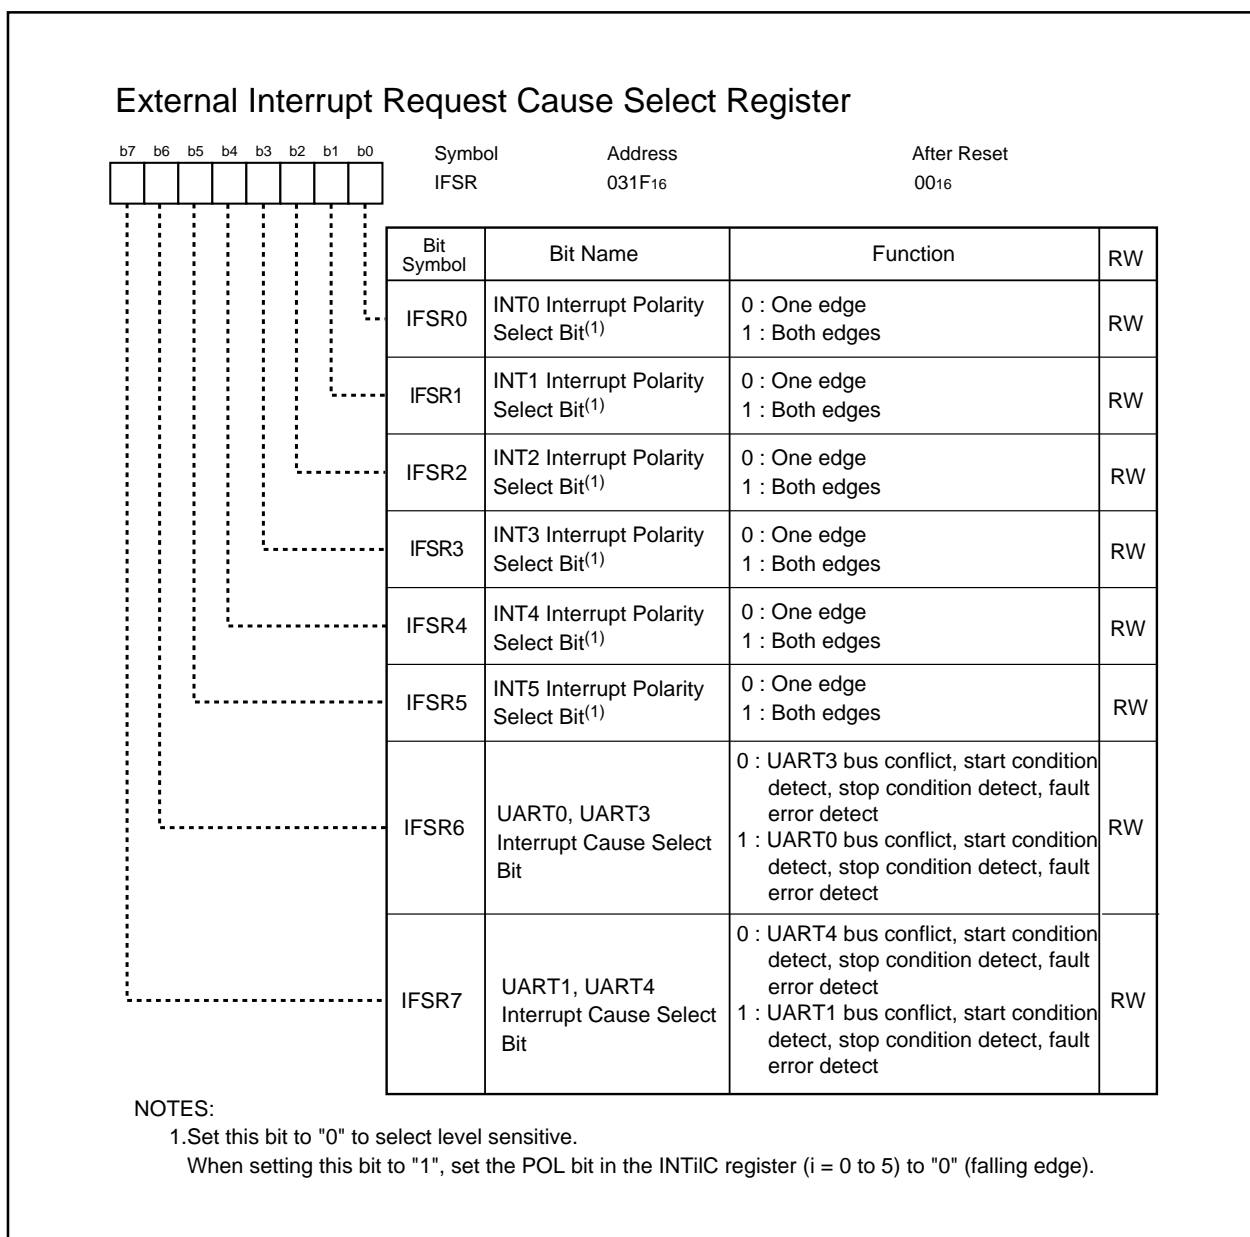 External Interrupt Request Cause Select Register
b7 b6 b5 b4 b3 b2 b1 b0
Symbol Address After Reset
IFSR 031F16 0016
Bit Symbol Bit Name Function RW
IFSR0 INT0 Interrupt Polarity Select Bit(1) 0 : One edge 1 : Both edges RW
IFSR1 INT1 Interrupt Polarity Select Bit(1) 0 : One edge 1 : Both edges RW
IFSR2 INT2 Interrupt Polarity Select Bit(1) 0 : One edge 1 : Both edges RW
IFSR3 INT3 Interrupt Polarity Select Bit(1) 0 : One edge 1 : Both edges RW
IFSR4 INT4 Interrupt Polarity Select Bit(1) 0 : One edge 1 : Both edges RW
IFSR5 INT5 Interrupt Polarity Select Bit(1) 0 : One edge 1 : Both edges RW
IFSR6
UART0, UART3
Interrupt Cause Select
Bit
0 : UART3 bus conflict, start condition
detect, stop condition detect, fault
error detect
1 : UART0 bus conflict, start condition
detect, stop condition detect, fault
error detect
RW
IFSR7
UART1, UART4
Interrupt Cause Select
Bit
0 : UART4 bus conflict, start condition
detect, stop condition detect, fault
error detect
1 : UART1 bus conflict, start condition
detect, stop condition detect, fault
error detect
RW
NOTES:
1.Set this bit to "0" to select level sensitive.
When setting this bit to "1", set the POL bit in the INTiIC register (i = 0 to 5) to "0" (falling edge).